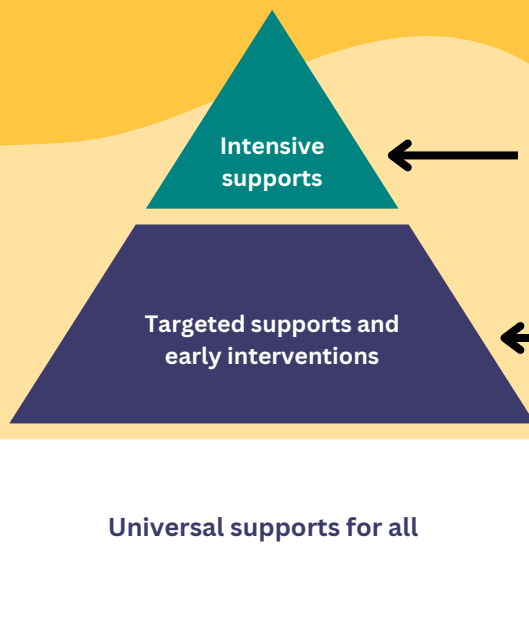 Intensive
supports
Targeted supports and
early interventions
Universal supports for all